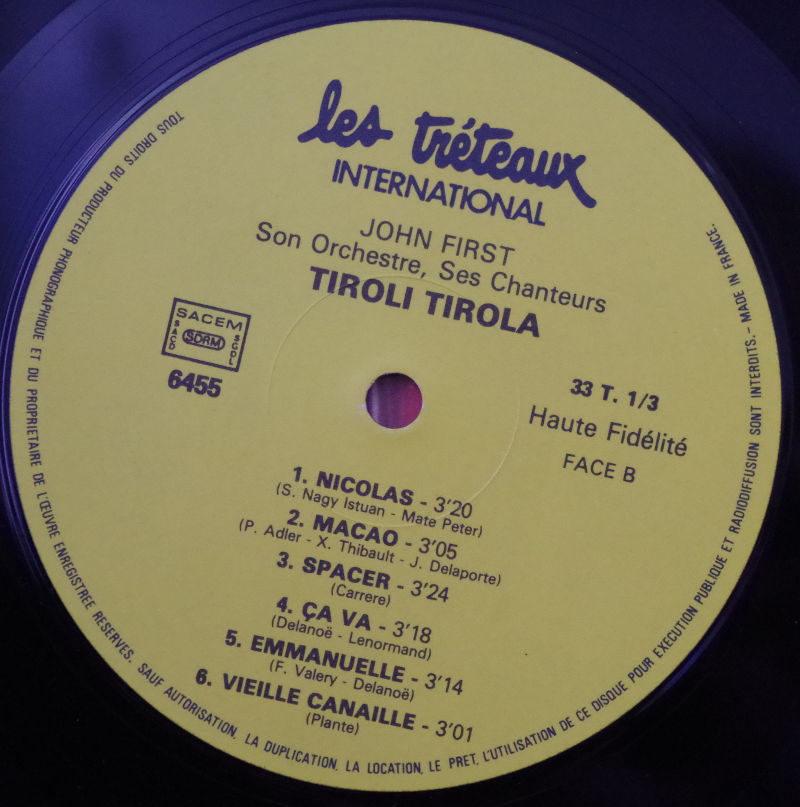 les tréteaux
INTERNATIONAL
JOHN FIRST
Son Orchestre, Ses Chanteurs
TIROLI TIROLA
SACEM
SACD
SDRM
SGDL
6455
33 T. 1/3
Haute Fidélité
FACE B
1. NICOLAS - 3'20
(S. Nagy Istuan - Mate Peter)
2. MACAO - 3'05
(P. Adler - X. Thibault - J. Delaporte)
3. SPACER - 3'24
(Carrere)
4. ÇA VA - 3'18
(Delanoë - Lenormand)
5. EMMANUELLE - 3'14
(F. Valery - Delanoë)
6. VIEILLE CANAILLE - 3'01
(Plante)
TOUS DROITS DU PRODUCTEUR PHONOGRAPHIQUE ET DU PROPRIETAIRE DE L'ŒUVRE ENREGISTREE RESERVES. SAUF AUTORISATION, LA DUPLICATION, LA LOCATION, LE PRET, L'UTILISATION DE CE DISQUE POUR EXECUTION PUBLIQUE ET RADIODIFFUSION SONT INTERDITS.- MADE IN FRANCE.